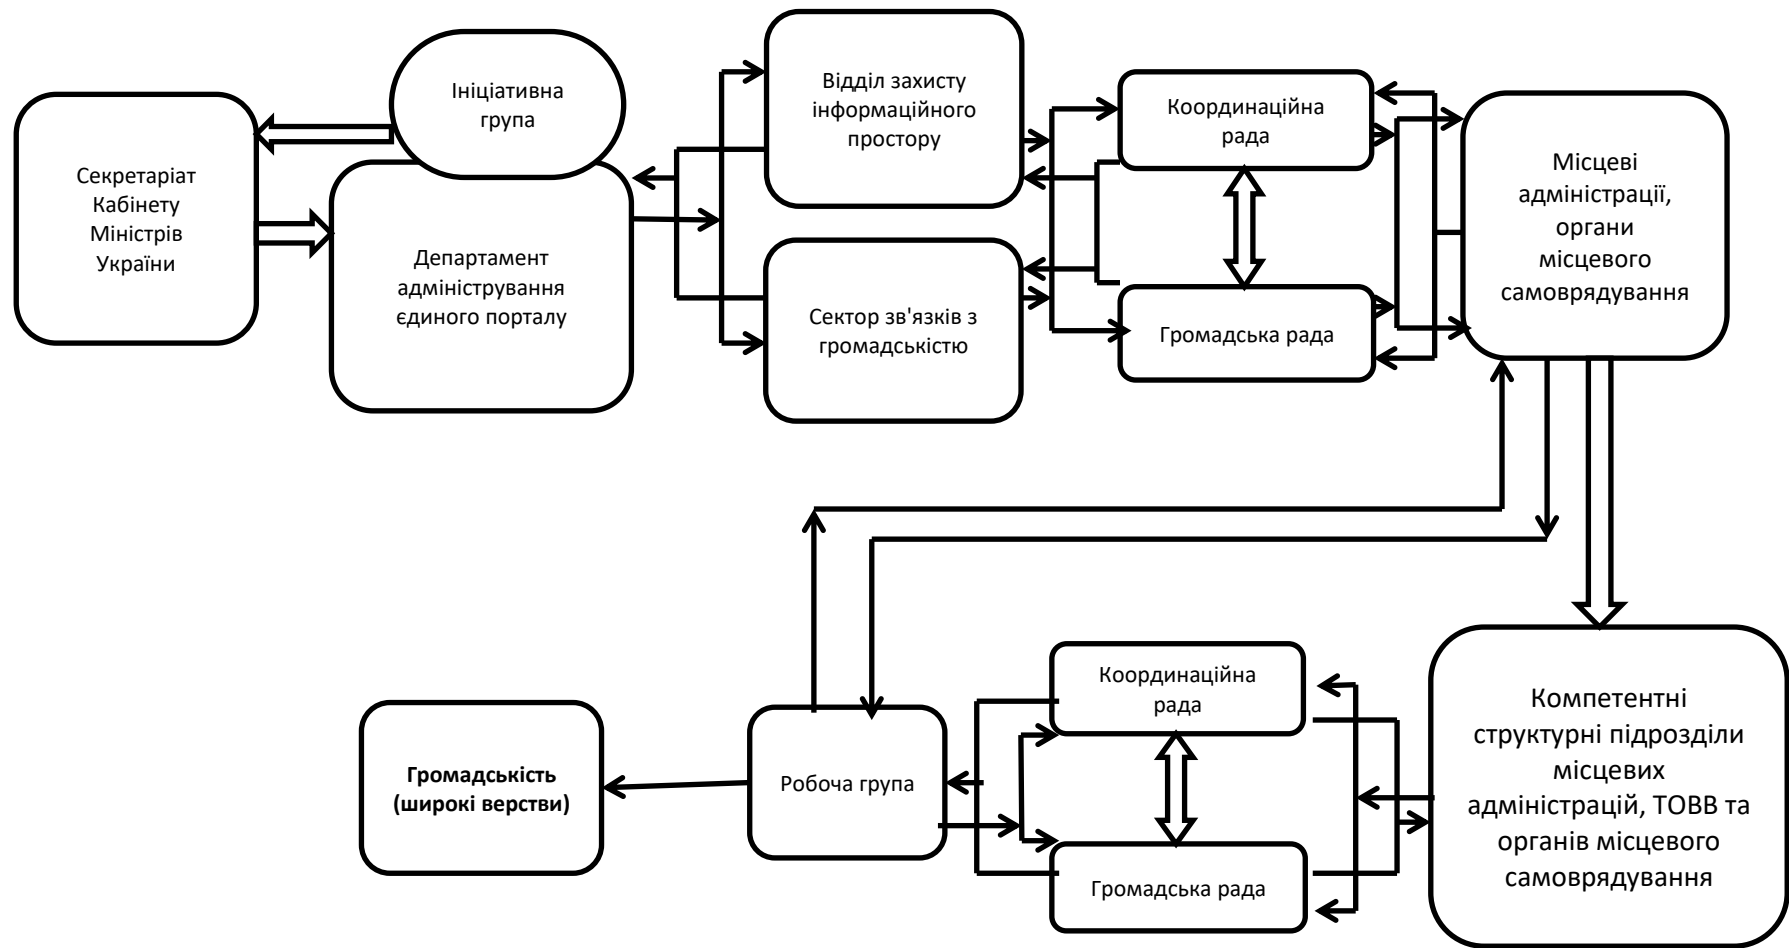 Ініціативна
група
Секретаріат
Кабінету
Міністрів
України
Департамент
адміністрування
єдиного порталу
Відділ захисту
інформаційного
простору
Сектор зв'язків з
громадськістю
Координаційна
рада
Громадська рада
Місцеві
адміністрації,
органи
місцевого
самоврядування
Громадськість
(широкі верстви)
Робоча група
Координаційна
рада
Громадська рада
Компетентні
структурні підрозділи
місцевих
адміністрацій, ТОВВ та
органів місцевого
самоврядування